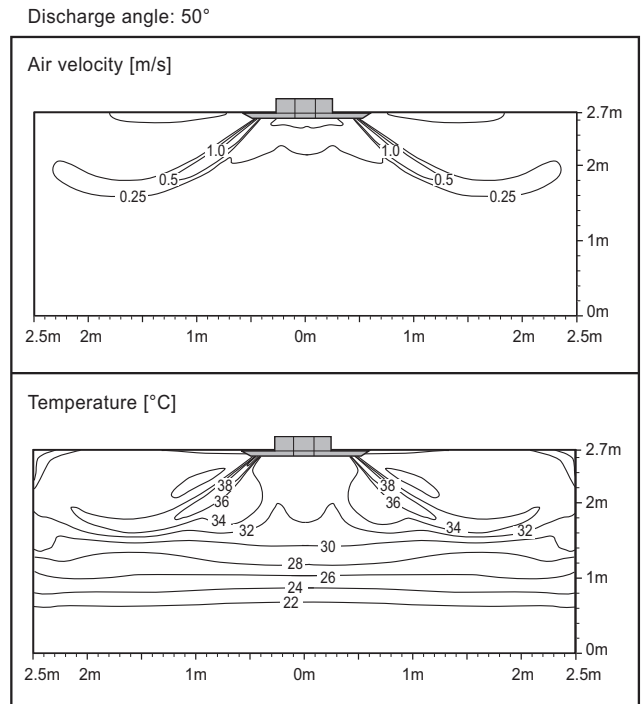 Discharge angle: 50°
Air velocity [m/s]
2.7m
1.0 1.0
2m
0.5 0.5
0.25 0.25
1m
0m
2.5m 2m 1m 0m 1m 2m 2.5m
Temperature [°C]
2.7m
38 38
36 36
2m
34 34
32 32
30
28
26
1m
24
22
0m
2.5m 2m 1m 0m 1m 2m 2.5m